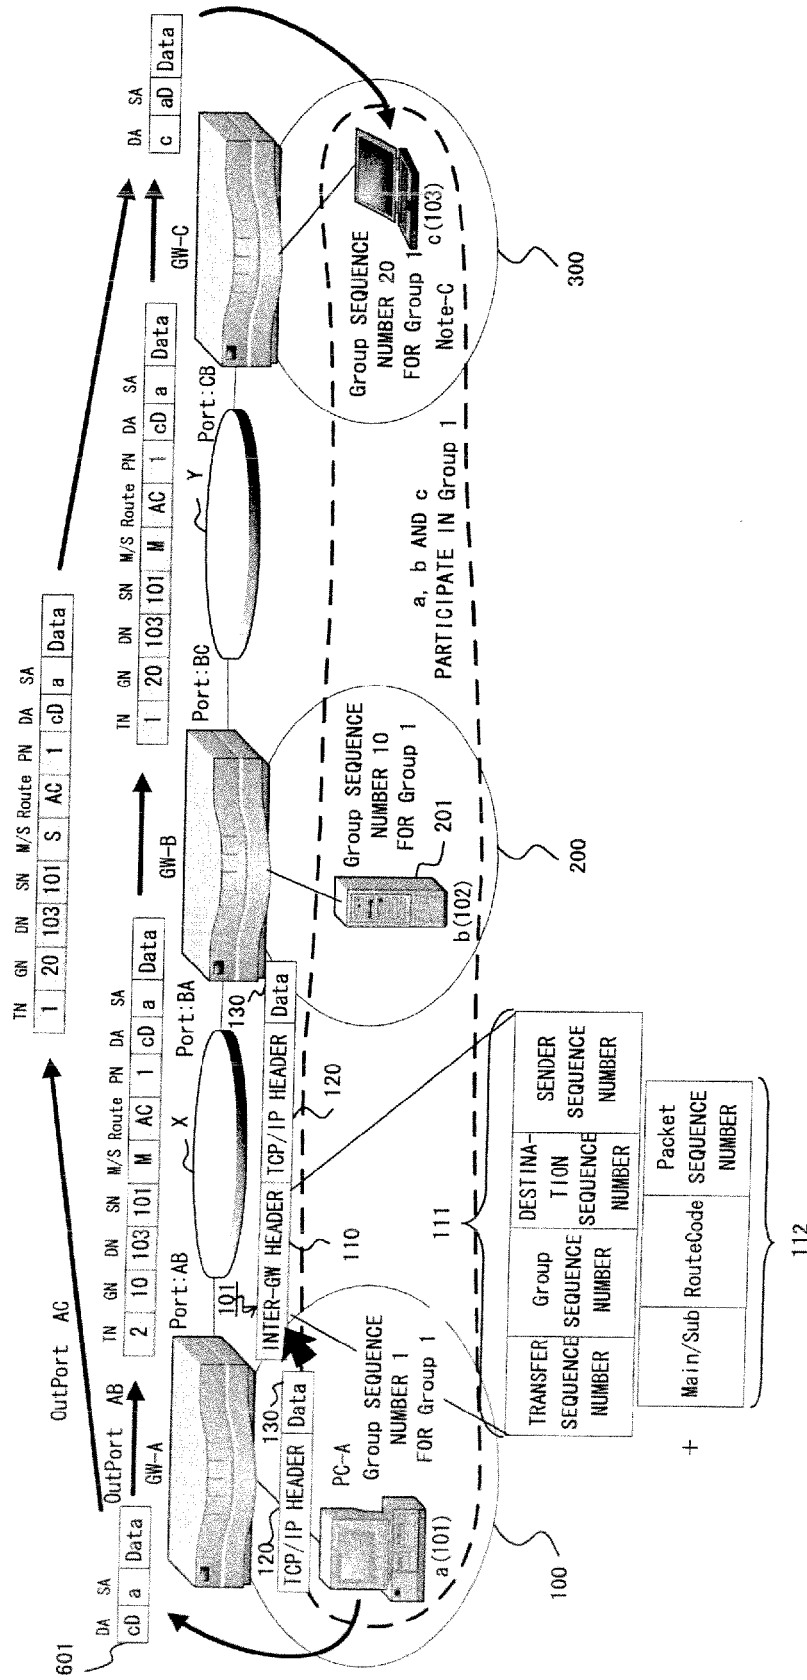 601
DA SA
cD a Data
OutPort AC
OutPort AB
TN GN DN SN M/S Route PN DA SA
1 20 103 101 S AC 1 cD a Data
TN GN DN SN M/S Route PN DA SA
2 10 103 101 M AC 1 cD a Data
TN GN DN SN M/S Route PN DA SA
1 20 103 101 M AC 1 cD a Data
DA SA
c aD Data
GW-A
Port:AB
X
Port:BA
GW-B
Port:BC
Y
Port:CB
GW-C
120
130
TCP/IP HEADER Data
101
130
INTER-GW HEADER TCP/IP HEADER Data
110
120
PC-A
Group SEQUENCE
NUMBER 1
FOR Group 1
a(101)
100
Group SEQUENCE
NUMBER 10
FOR Group 1
201
b(102)
200
Group SEQUENCE
NUMBER 20
FOR Group 1
Note-C
c(103)
300
a, b AND c
PARTICIPATE IN Group 1
111
TRANSFER
SEQUENCE
NUMBER
Group
SEQUENCE
NUMBER
DESTINA-
TION
SEQUENCE
NUMBER
SENDER
SEQUENCE
NUMBER
+
Main/Sub
RouteCode
Packet
SEQUENCE
NUMBER
112